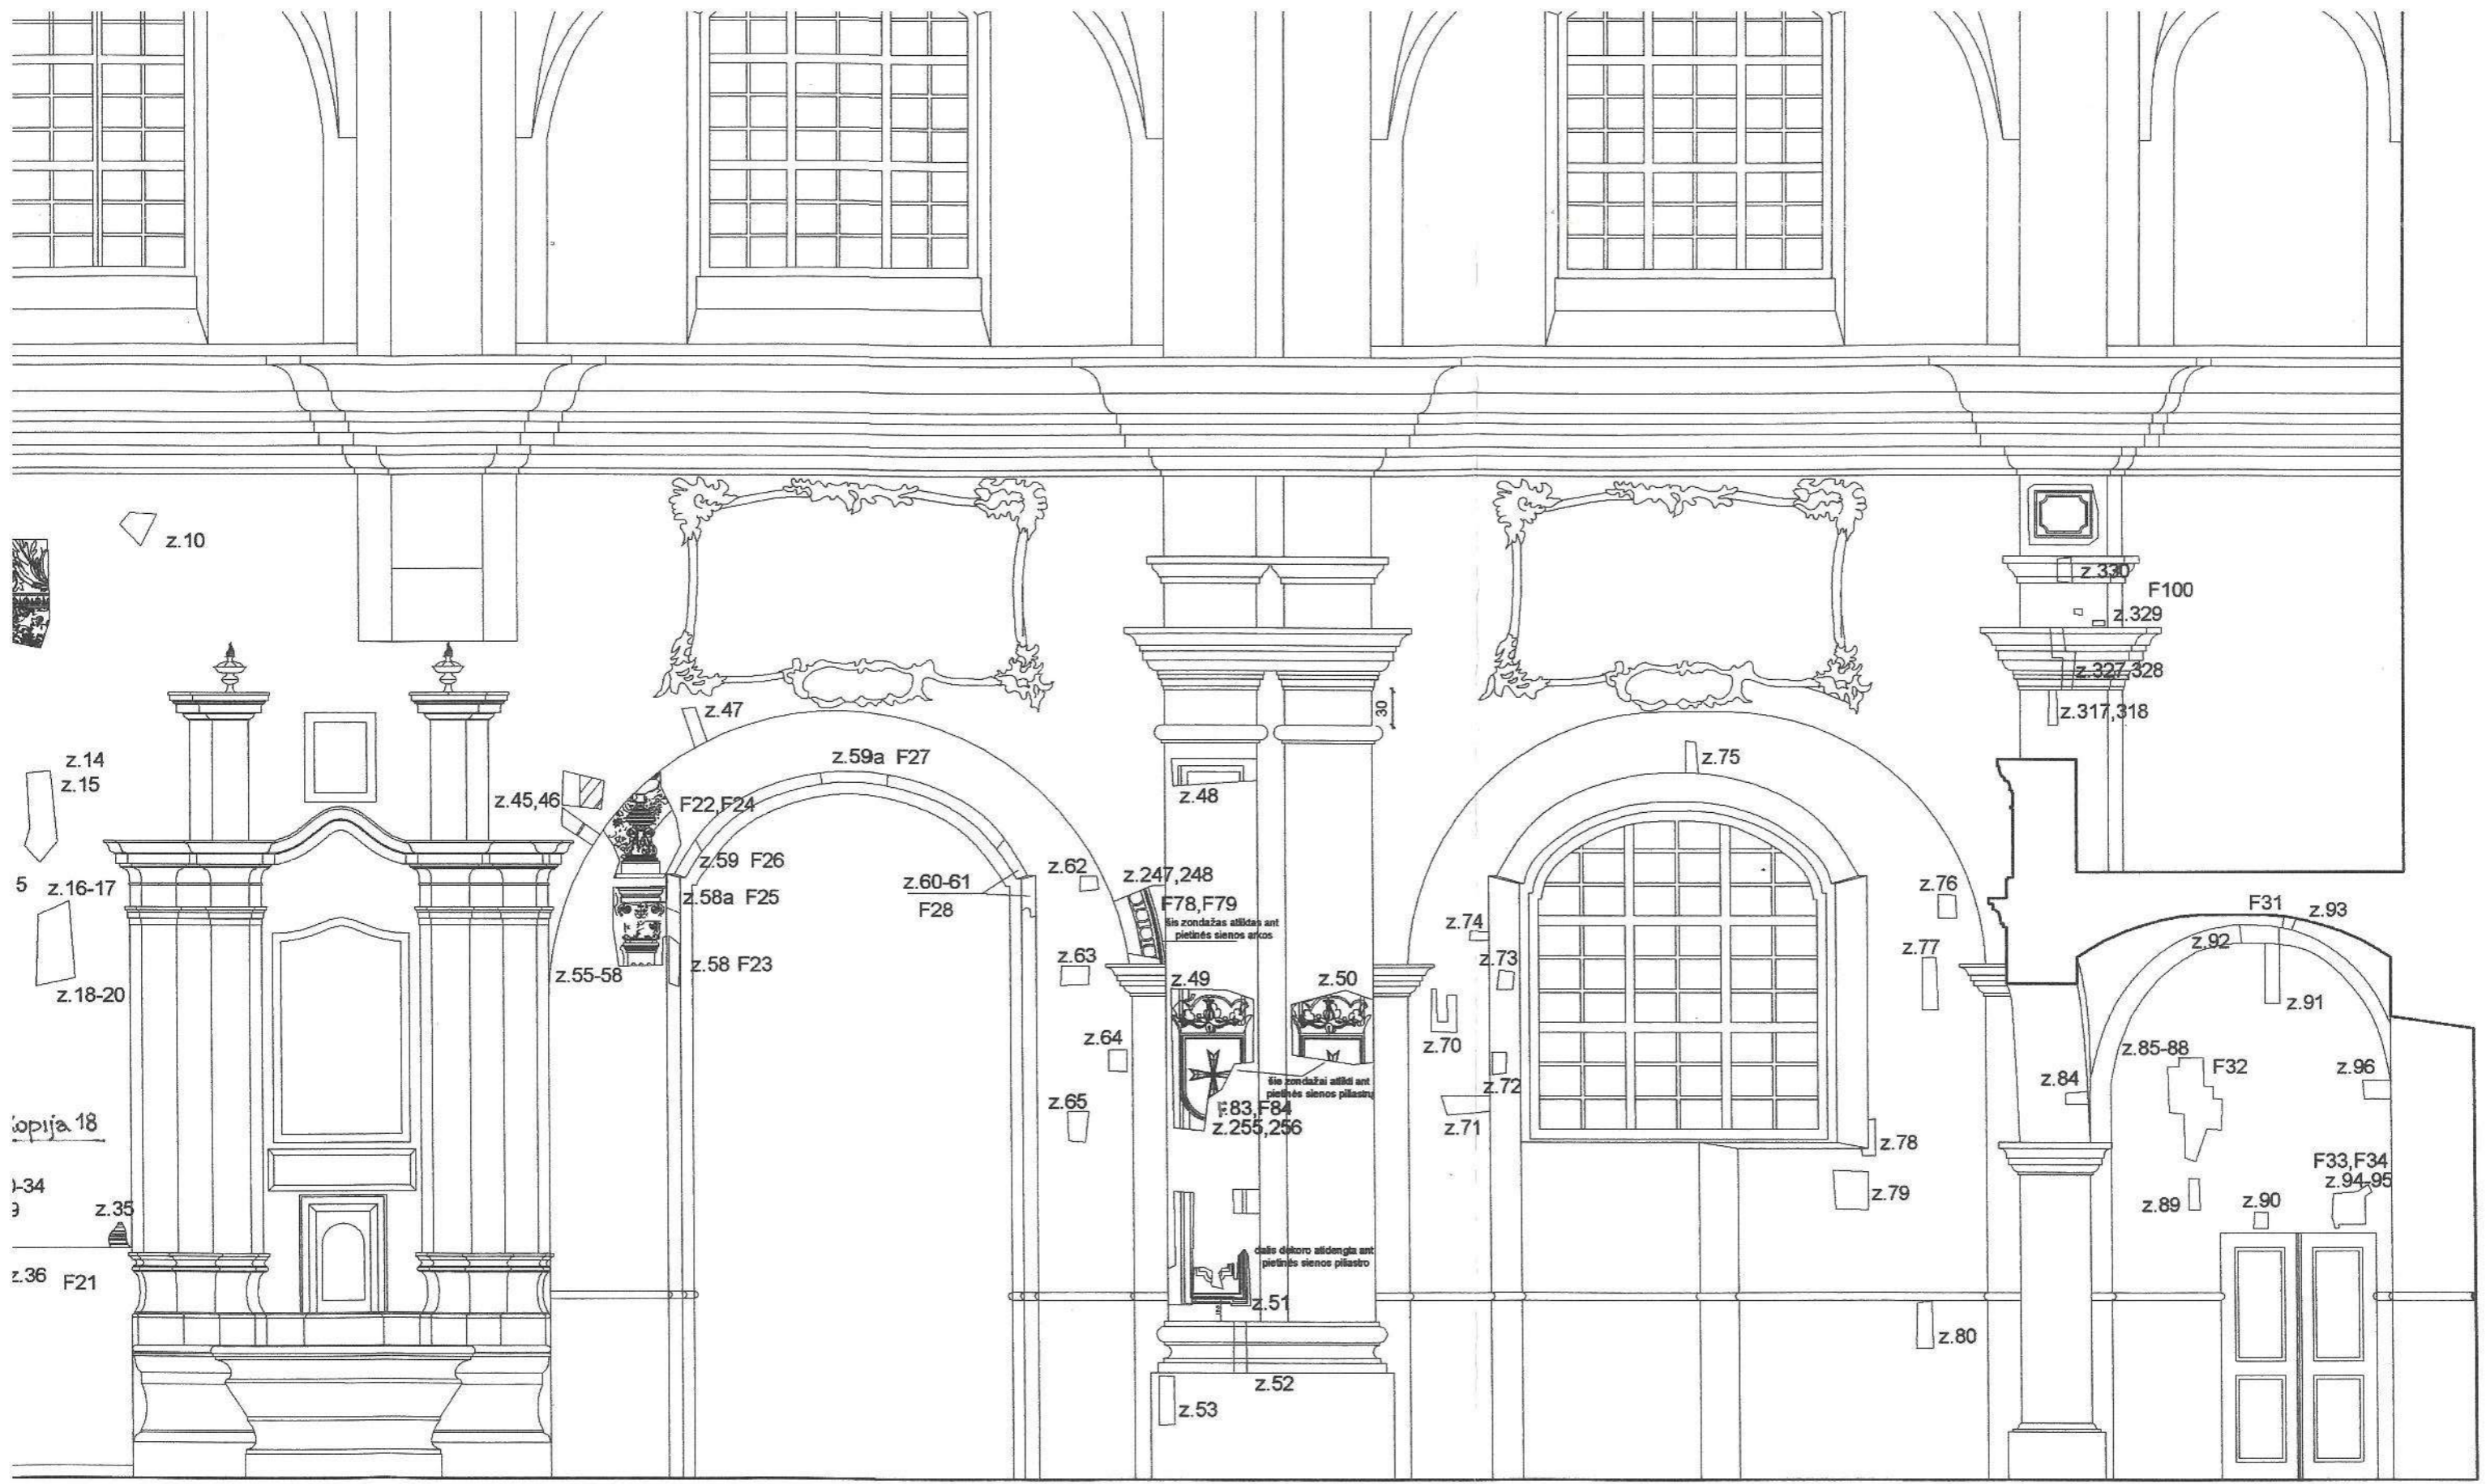 z.10
z.330
F100
z.329
z.327,328
z.317,318
z.47
30
z.14
z.15
z.59a F27
z.75
z.45,46
F22,F24
z.48
z.59 F26
z.62
z.247,248
z.60-61
F28
F78,F79
šis zondažas atliktas ant
pietinės sienos arkos
z.76
5 z.16-17
z.58a F25
F31
z.93
z.92
z.74
z.77
z.73
z.63
z.55-58
z.58 F23
z.49
z.50
z.18-20
z.91
z.64
z.70
z.85-88
F32
z.84
z.96
z.72
šie zondažai atlikti ant
pietinės sienos piliastrų
z.65
F.83,F84
z.255,256
z.71
opija 18
z.78
-34
9
z.35
z.79
F33,F34
z.94-95
z.89
z.90
dalis dekoro atidengta ant
pietinės sienos piliastro
z.36 F21
z.51
z.80
z.52
z.53